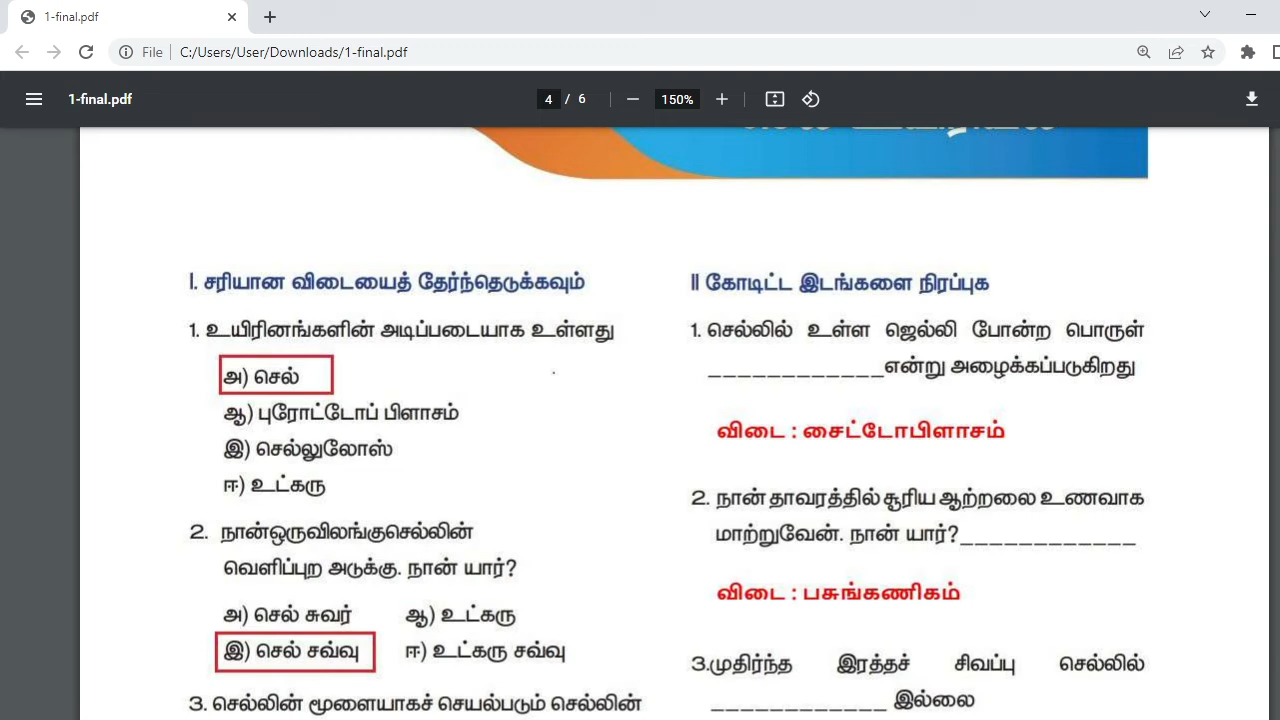 1-final.pdf
File C:/Users/User/Downloads/1-final.pdf
1-final.pdf 4 / 6 150%
I. சரியான விடையைத் தேர்ந்தெடுக்கவும்
1. உயிரினங்களின் அடிப்படையாக உள்ளது
அ) செல்
ஆ) புரோட்டோப் பிளாசம்
இ) செல்லுலோஸ்
ஈ) உட்கரு
2. நான்ஒருவிலங்குசெல்லின்
வெளிப்புற அடுக்கு. நான் யார்?
அ) செல் சுவர் ஆ) உட்கரு
இ) செல் சவ்வு ஈ) உட்கரு சவ்வு
3. செல்லின் மூளையாகச் செயல்படும் செல்லின்
II கோடிட்ட இடங்களை நிரப்புக
1. செல்லில் உள்ள ஜெல்லி போன்ற பொருள்
____________என்று அழைக்கப்படுகிறது
விடை : சைட்டோபிளாசம்
2. நான் தாவரத்தில் சூரிய ஆற்றலை உணவாக
மாற்றுவேன். நான் யார்?____________
விடை : பசுங்கணிகம்
3.முதிர்ந்த இரத்தச் சிவப்பு செல்லில்
____________ இல்லை